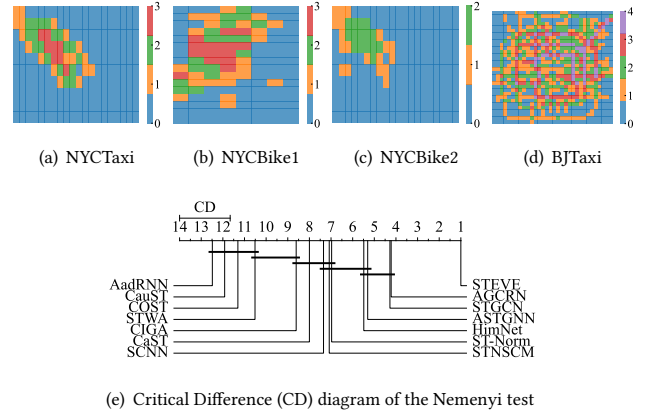 3
2
1
0
3
2
1
0
2
1
0
4
3
2
1
0
(a) NYCTaxi
(b) NYCBike1
(c) NYCBike2
(d) BJTaxi
CD
14 13 12 11 10 9 8 7 6 5 4 3 2 1
AadRNN
CauST
COST
STWA
CIGA
CaST
SCNN
STEVE
AGCRN
STGCN
ASTGNN
HimNet
ST-Norm
STNSCM
(e) Critical Difference (CD) diagram of the Nemenyi test